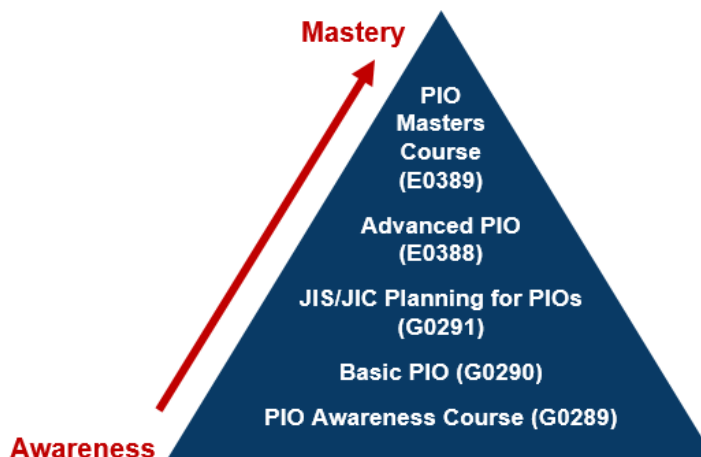 Mastery
PIO
Masters
Course
(E0389)
Advanced PIO
(E0388)
JIS/JIC Planning for PIOs
(G0291)
Basic PIO (G0290)
PIO Awareness Course (G0289)
Awareness